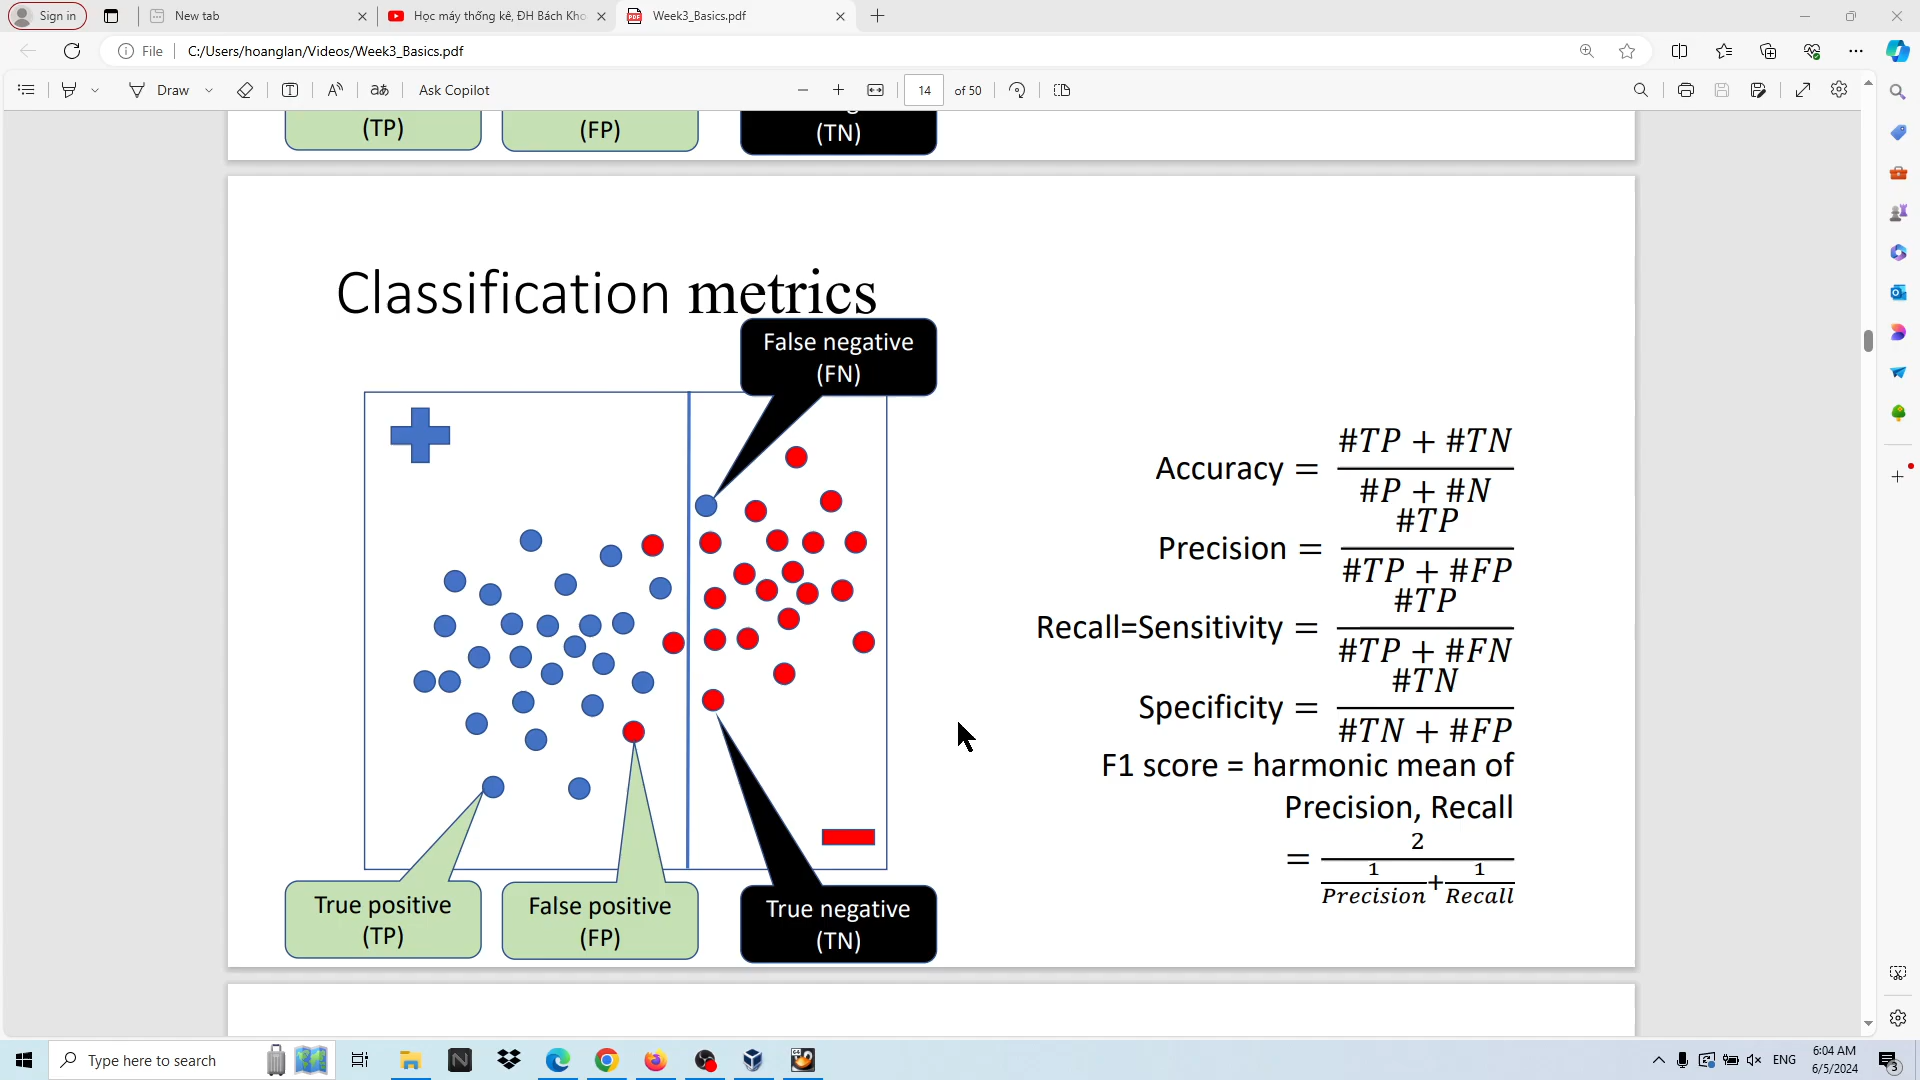 Sign in
New tab
Học máy thống kê, ĐH Bách Kho
Week3_Basics.pdf
File
C:/Users/hoanglan/Videos/Week3_Basics.pdf
Draw
Ask Copilot
14 of 50
(TP)
(FP)
(TN)
Classification metrics
False negative
(FN)
Accuracy = #TP + #TN / #P + #N
Precision = #TP / #TP + #FP
Recall=Sensitivity = #TP / #TP + #FN
Specificity = #TN / #TN + #FP
F1 score = harmonic mean of
Precision, Recall
= 2 / 1/Precision + 1/Recall
True positive
(TP)
False positive
(FP)
True negative
(TN)
Type here to search
ENG
6:04 AM
6/5/2024
3